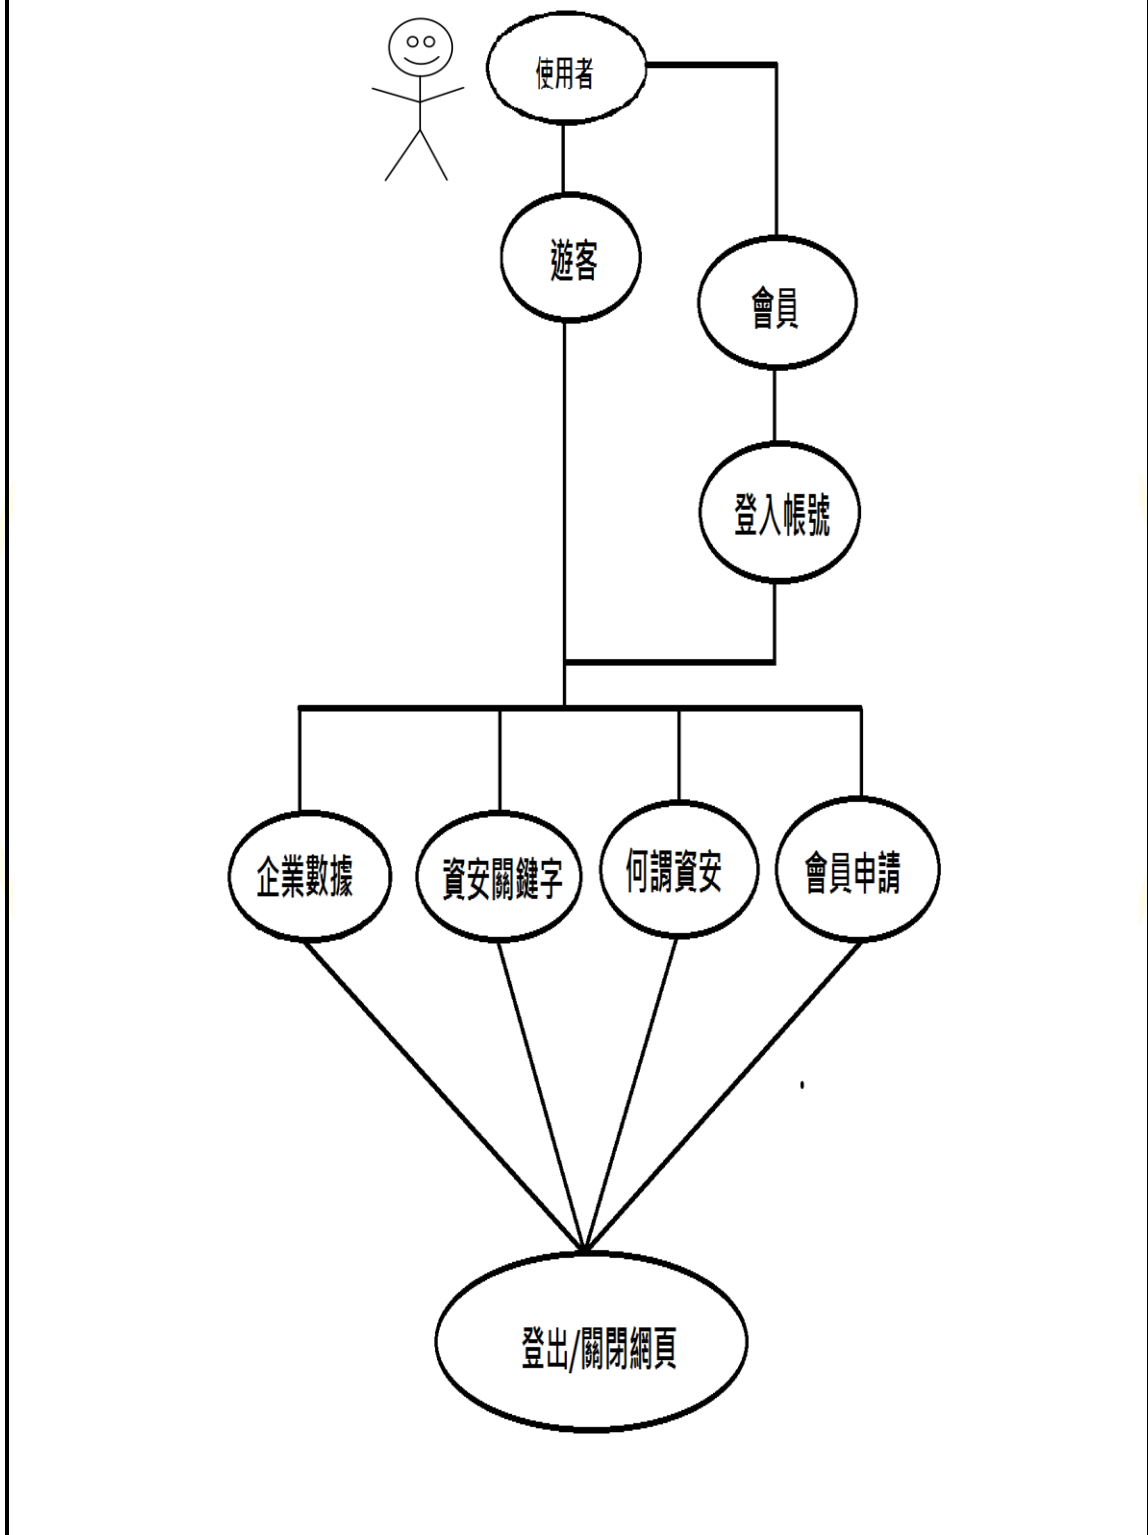 使用者
遊客
會員
登入帳號
企業數據
資安關鍵字
何謂資安
會員申請
登出/關閉網頁